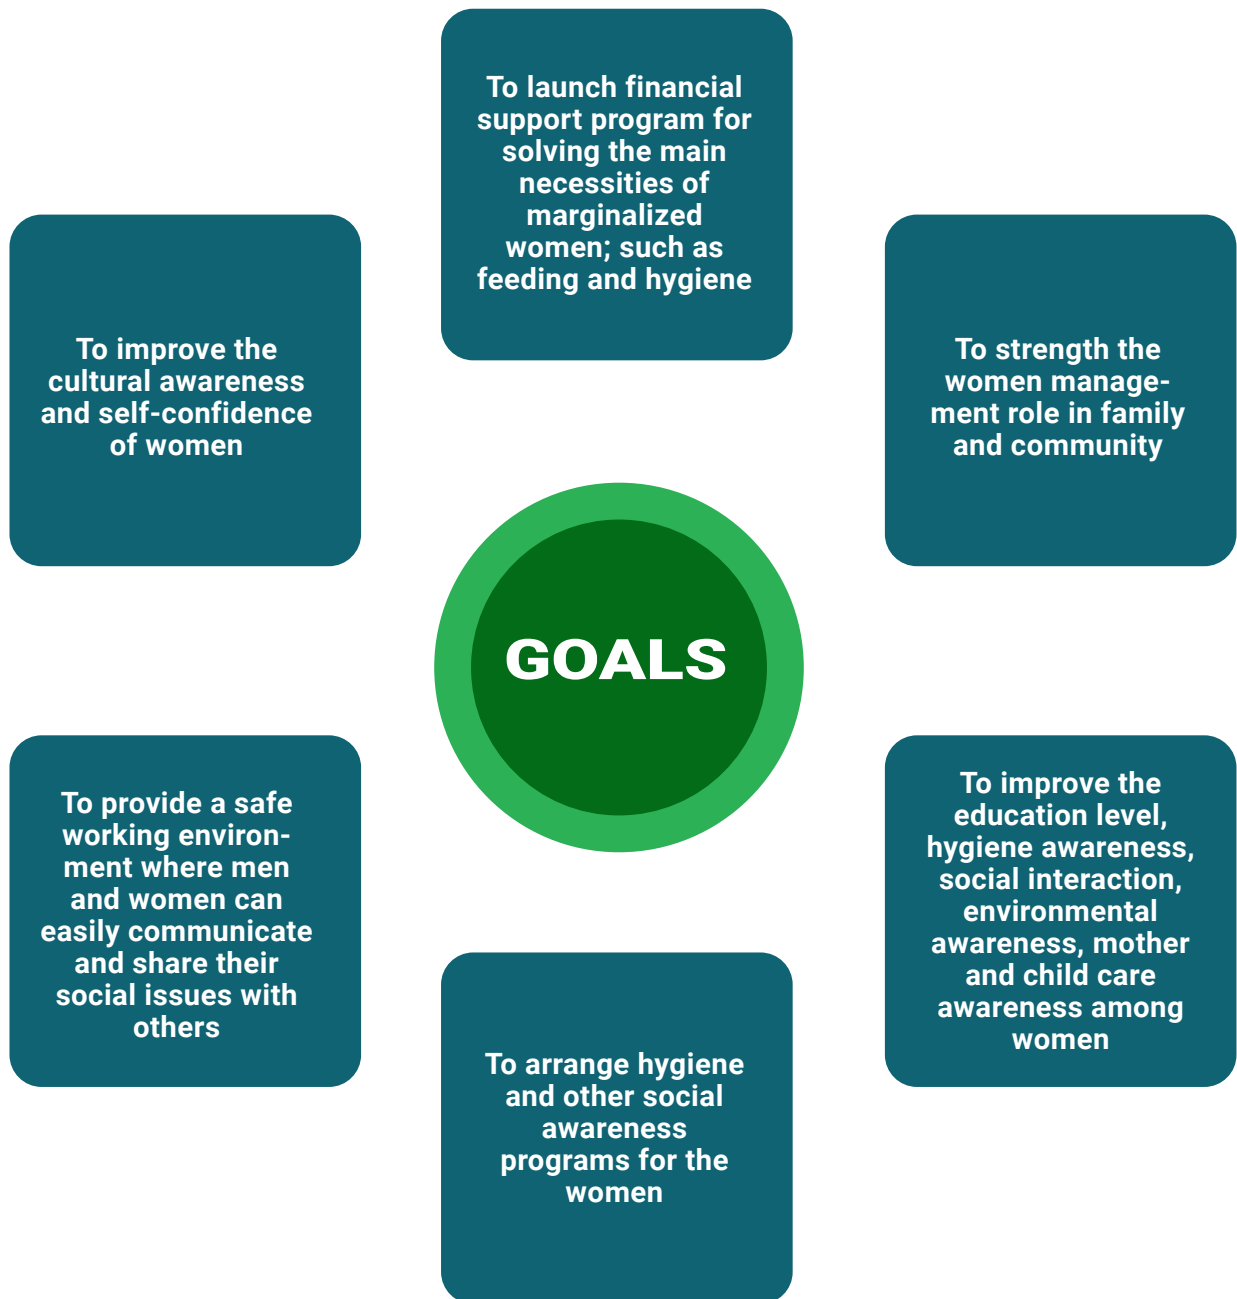 To launch financial
support program for
solving the main
necessities of
marginalized
women; such as
feeding and hygiene
To improve the
cultural awareness
and self-confidence
of women
To strength the
women manage-
ment role in family
and community
GOALS
To provide a safe
working environ-
ment where men
and women can
easily communicate
and share their
social issues with
others
To improve the
education level,
hygiene awareness,
social interaction,
environmental
awareness, mother
and child care
awareness among
women
To arrange hygiene
and other social
awareness
programs for the
women